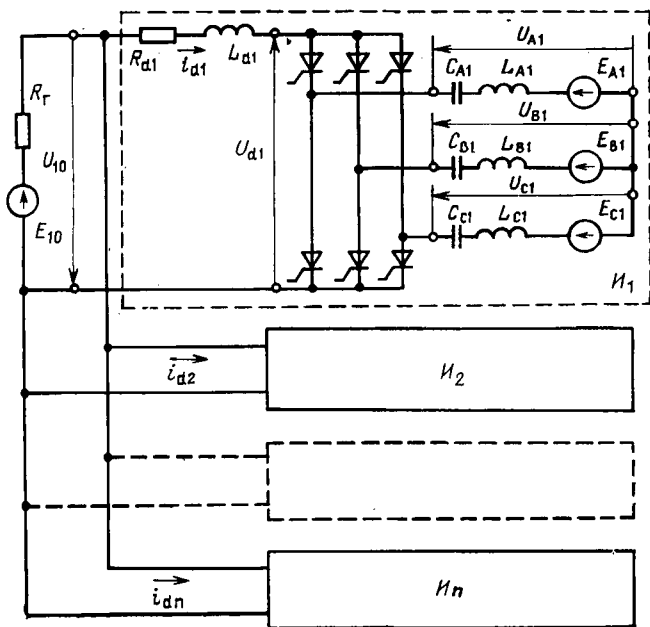 U_A1
R_d1
i_d1
L_d1
C_A1
L_A1
E_A1
R_г
U_B1
U_10
U_d1
C_B1
L_B1
E_B1
U_C1
E_10
C_C1
L_C1
E_C1
И_1
i_d2
И_2
i_dn
И_n